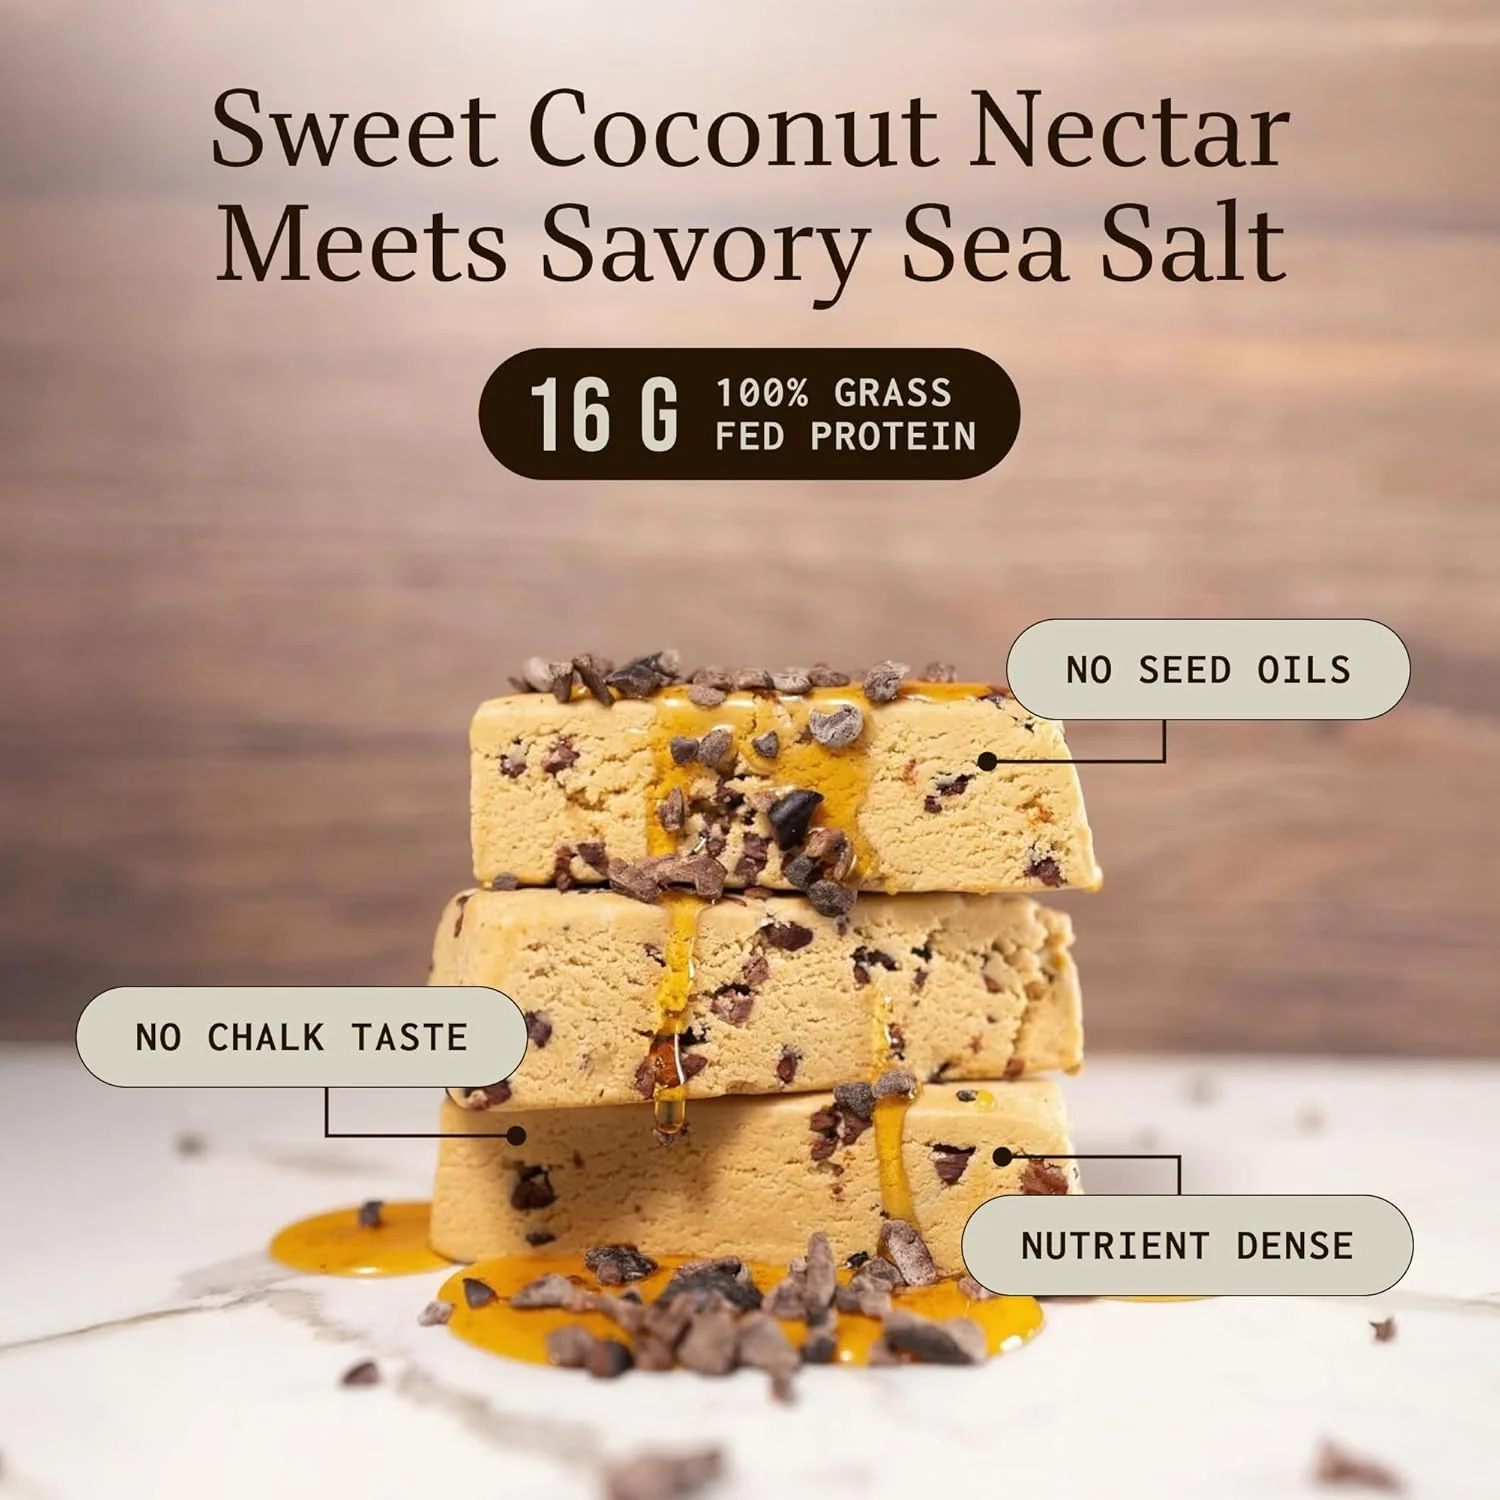 Sweet Coconut Nectar
Meets Savory Sea Salt
16 G
100% GRASS
FED PROTEIN
NO SEED OILS
NO CHALK TASTE
NUTRIENT DENSE